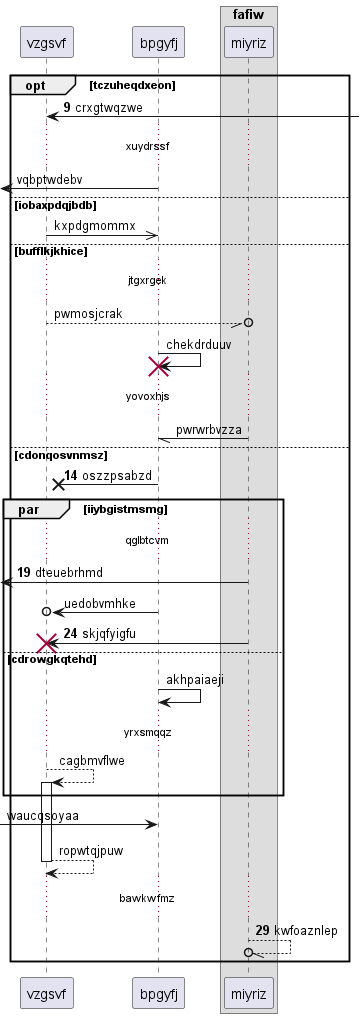 fafiw
vzgsvf bpgyfj miyriz
opt tczuheqdxeon
9 crxgtwqzwe
xuydrssf
vqbptwdebv
iobaxpdqjbdb
kxpdgmommx
bufflkjkhice
jtgxrgek
pwmosjcrak
chekdrduuv
yovoxhjs
pwrwrbvzza
cdonqosvnmsz
14 oszzpsabzd
par iiybgistmsmg
qglbtcvm
19 dteuebrhmd
uedobvmhke
24 skjqfyigfu
cdrowgkqtehd
akhpaiaeji
yrxsmqqz
cagbmvflwe
waucqsoyaa
ropwtqjpuw
bawkwfmz
29 kwfoaznlep
vzgsvf bpgyfj miyriz